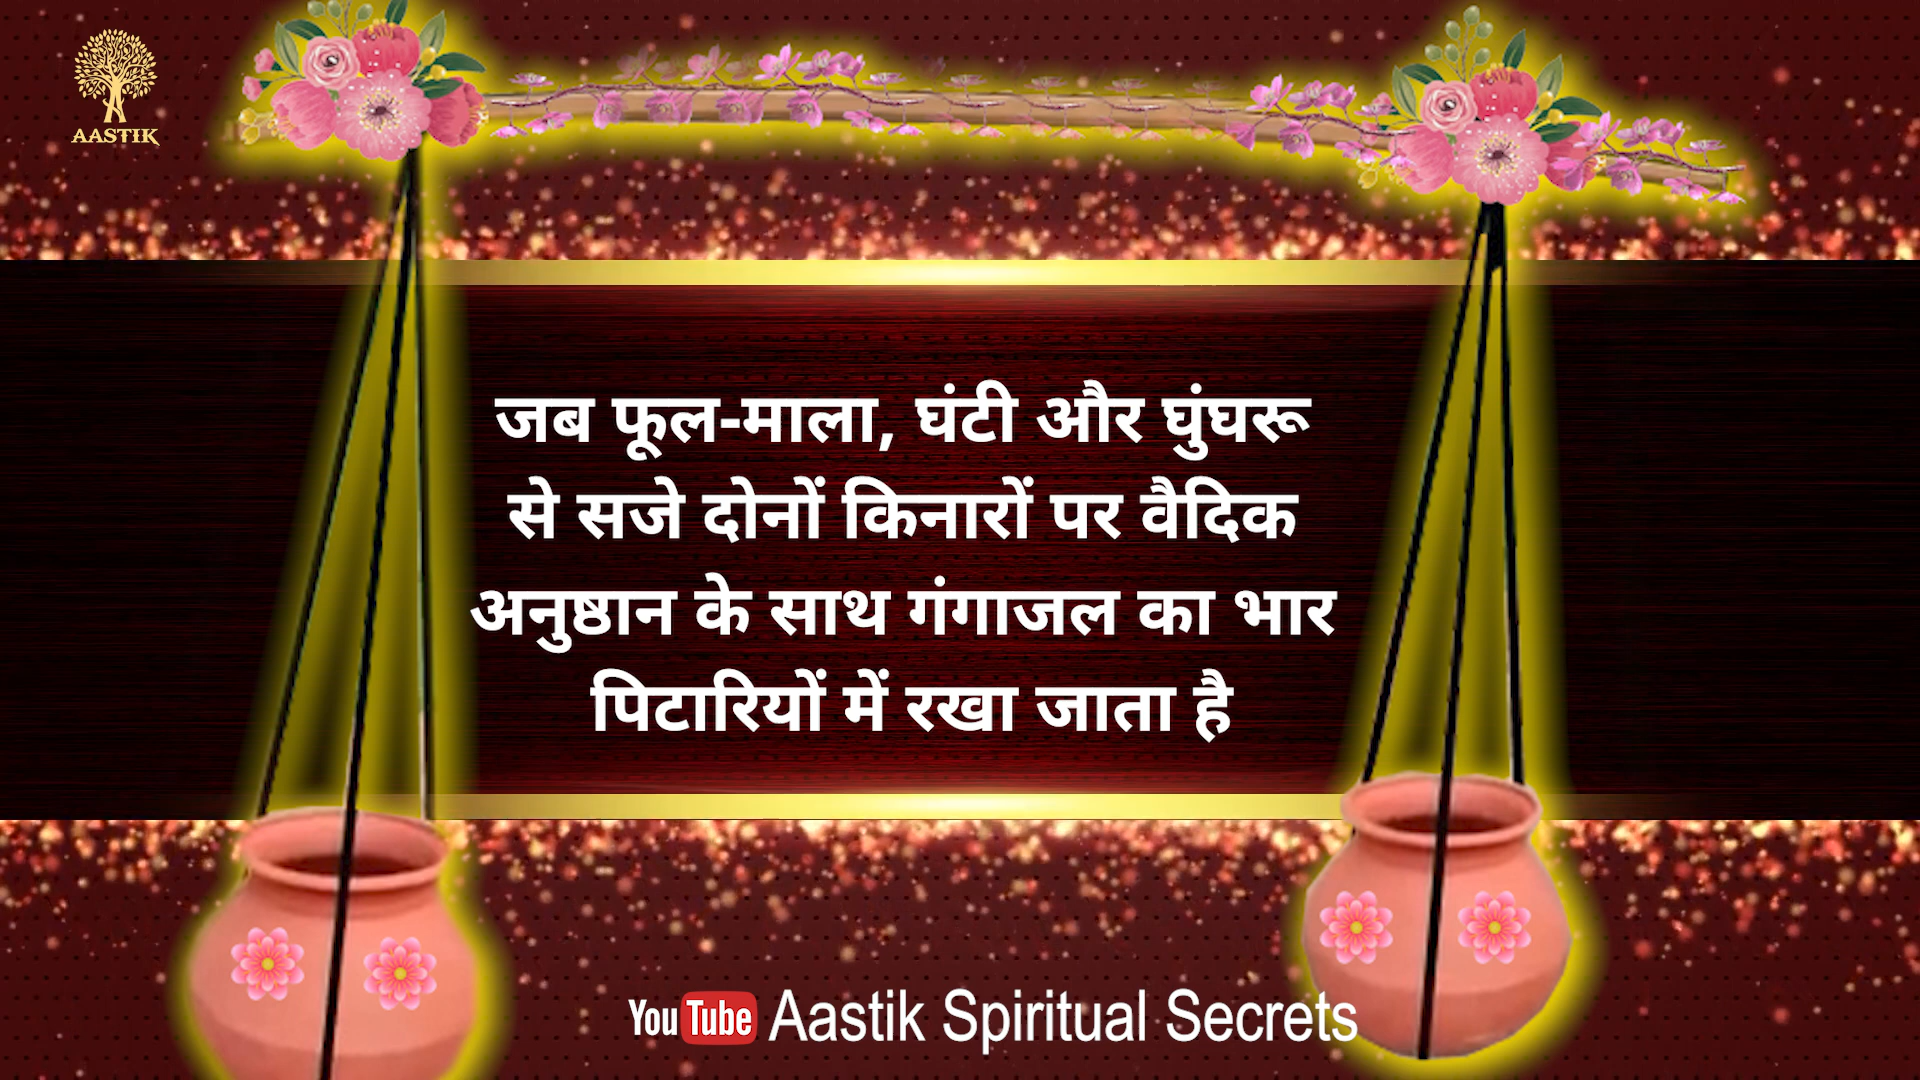 AASTIK
जब फूल-माला, घंटी और घुंघरू
से सजे दोनों किनारों पर वैदिक
अनुष्ठान के साथ गंगाजल का भार
पिटारियों में रखा जाता है
YouTube Aastik Spiritual Secrets